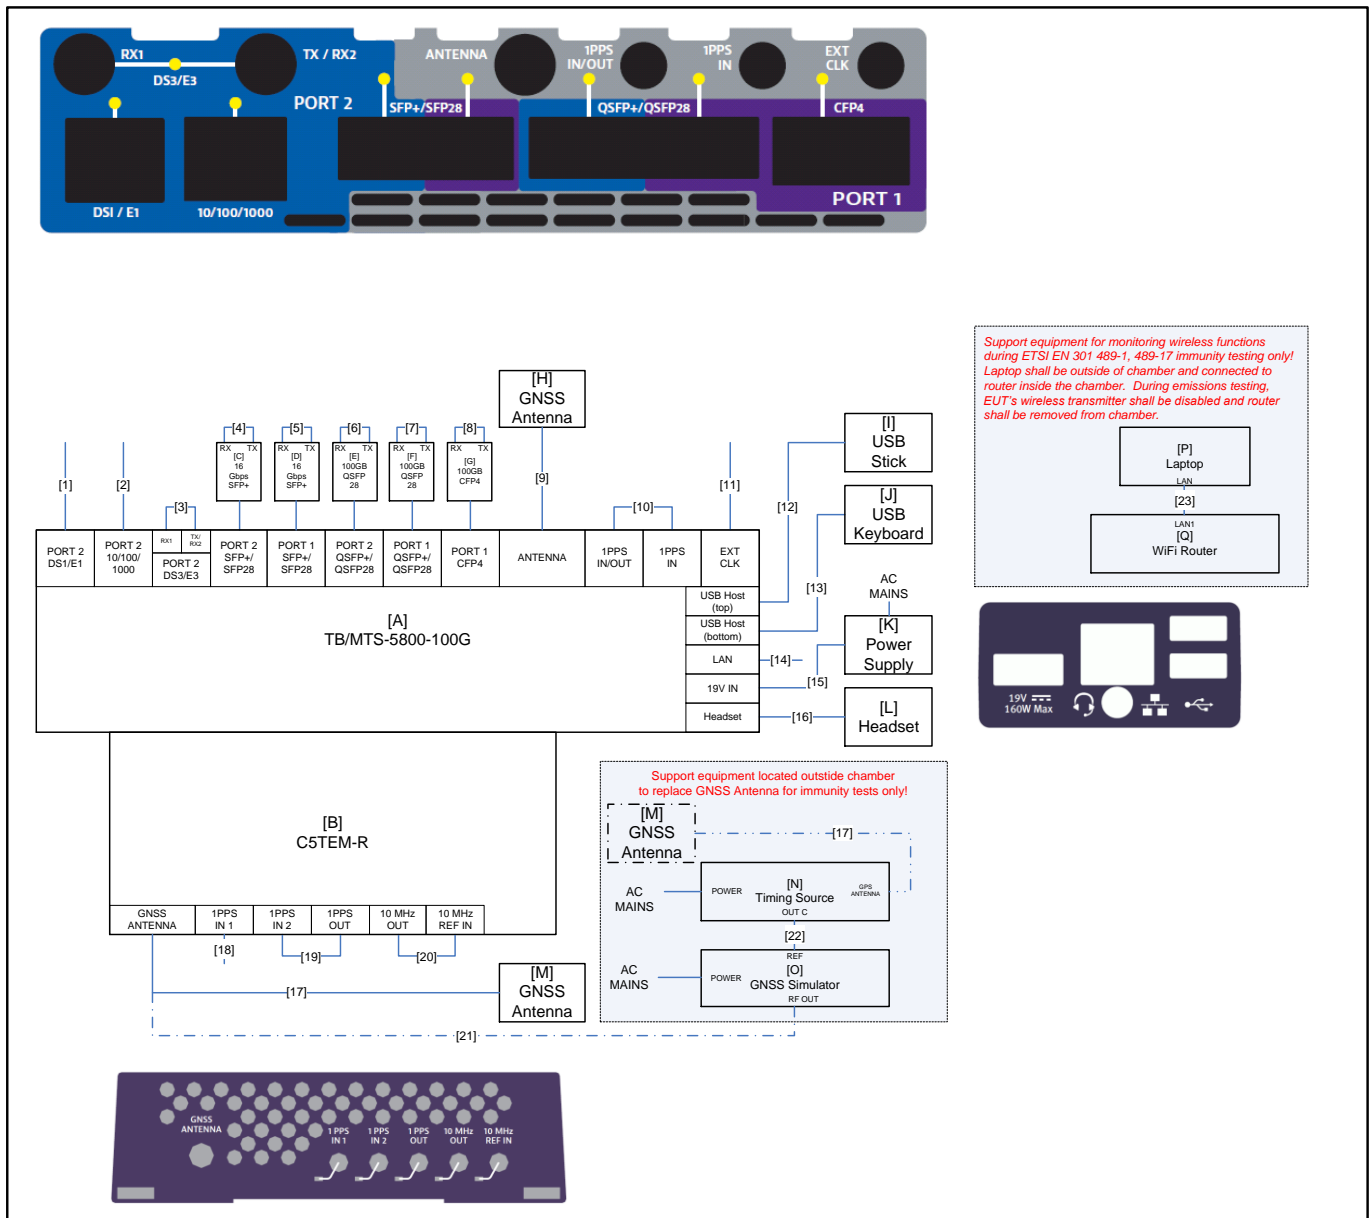 RX1
TX / RX2
DS3/E3
ANTENNA
1PPS
IN/OUT
1PPS
IN
EXT
CLK
PORT 2
SFP+/SFP28
QSFP+/QSFP28
CFP4
DSI / E1
10/100/1000
PORT 1
Support equipment for monitoring wireless functions
during ETSI EN 301 489-1, 489-17 immunity testing only!
Laptop shall be outside of chamber and connected to
router inside the chamber. During emissions testing,
EUT's wireless transmitter shall be disabled and router
shall be removed from chamber.
[P]
Laptop
LAN
[23]
LAN1
[Q]
WiFi Router
[H]
GNSS
Antenna
[4]
[5]
[6]
[7]
[8]
RX TX
[C]
16
Gbps
SFP+
RX TX
[D]
16
Gbps
SFP+
RX TX
[E]
100GB
QSFP
28
RX TX
[F]
100GB
QSFP
28
RX TX
[G]
100GB
CFP4
[1]
[2]
[3]
[9]
[10]
[11]
[12]
[I]
USB
Stick
[J]
USB
Keyboard
PORT 2
DS1/E1
PORT 2
10/100/
1000
RX1
TX/
RX2
PORT 2
DS3/E3
PORT 2
SFP+/
SFP28
PORT 1
SFP+/
SFP28
PORT 2
QSFP+/
QSFP28
PORT 1
QSFP+/
QSFP28
PORT 1
CFP4
ANTENNA
1PPS
IN/OUT
1PPS
IN
EXT
CLK
[A]
TB/MTS-5800-100G
USB Host
(top)
USB Host
(bottom)
LAN
19V IN
Headset
[13]
[14]
[15]
[16]
AC
MAINS
[K]
Power
Supply
[L]
Headset
19V
160W Max
[B]
C5TEM-R
GNSS
ANTENNA
1PPS
IN 1
1PPS
IN 2
1PPS
OUT
10 MHz
OUT
10 MHz
REF IN
[18]
[19]
[20]
[17]
[M]
GNSS
Antenna
[21]
Support equipment located outstide chamber
to replace GNSS Antenna for immunity tests only!
[M]
GNSS
Antenna
[17]
AC
MAINS
POWER
[N]
Timing Source
OUT C
GPS
ANTENNA
[22]
AC
MAINS
POWER
REF
[O]
GNSS Simulator
RF OUT
GNSS
ANTENNA
1 PPS
IN 1
1 PPS
IN 2
1 PPS
OUT
10 MHz
OUT
10 MHz
REF IN